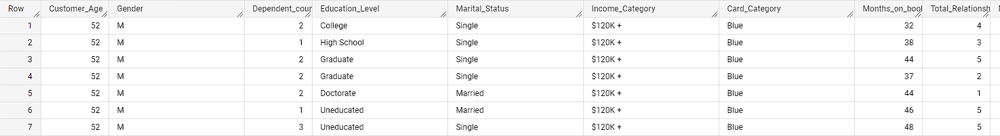 Row Customer_Age Gender Dependent_cour Education_Level Marital_Status Income_Category Card_Category Months_on_bool Total_Relationsh
1 52 M 2 College Single $120K + Blue 32 4
2 52 M 1 High School Single $120K + Blue 38 3
3 52 M 2 Graduate Single $120K + Blue 44 5
4 52 M 2 Graduate Single $120K + Blue 37 2
5 52 M 2 Doctorate Married $120K + Blue 44 1
6 52 M 1 Uneducated Married $120K + Blue 46 5
7 52 M 3 Uneducated Single $120K + Blue 48 5